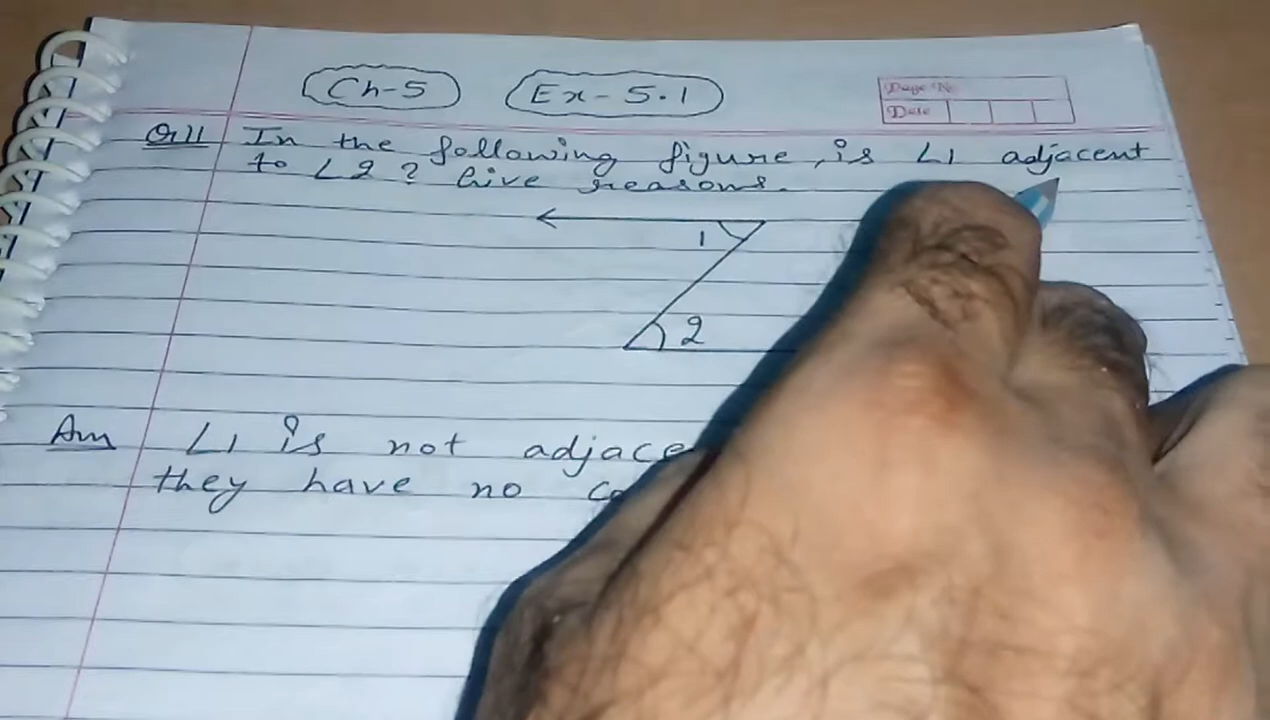 Ch-5 Ex-5.1
Page No.
Date
Q11 In the following figure, is ∠1 adjacent
to ∠2? Give reasons.
1
2
Ans ∠1 is not adjace
they have no co